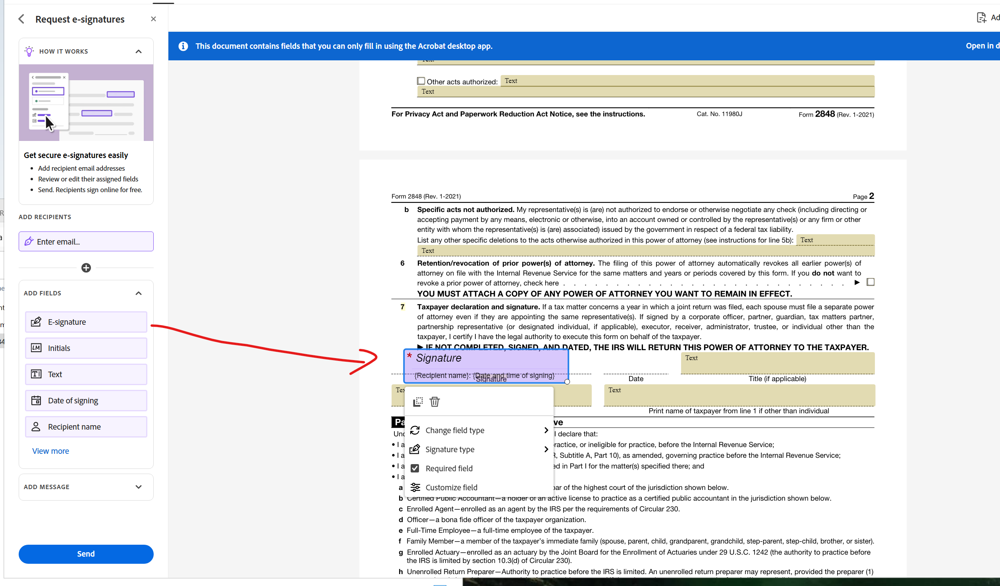 Request e-signatures
HOW IT WORKS
Get secure e-signatures easily
Add recipient email addresses
Review or edit their assigned fields
Send. Recipients sign online for free.
ADD RECIPIENTS
Enter email...
ADD FIELDS
E-signature
Initials
Text
Date of signing
Recipient name
View more
ADD MESSAGE
Send
This document contains fields that you can only fill in using the Acrobat desktop app.
Open in d
Ad
Other acts authorized: Text
Text
For Privacy Act and Paperwork Reduction Act Notice, see the instructions. Cat. No. 11980J Form 2848 (Rev. 1-2021)
Form 2848 (Rev. 1-2021) Page 2
b Specific acts not authorized. My representative(s) is (are) not authorized to endorse or otherwise negotiate any check (including directing or
accepting payment by any means, electronic or otherwise, into an account owned or controlled by the representative(s) or any firm or other
entity with whom the representative(s) is (are) associated) issued by the government in respect of a federal tax liability.
List any other specific deletions to the acts otherwise authorized in this power of attorney (see instructions for line 5b): Text
Text
6 Retention/revocation of prior power(s) of attorney. The filing of this power of attorney automatically revokes all earlier power(s) of
attorney on file with the Internal Revenue Service for the same matters and years or periods covered by this form. If you do not want to
revoke a prior power of attorney, check here . . . . . . . . . . . . . . . . . . . . . . . . . . . ▶
YOU MUST ATTACH A COPY OF ANY POWER OF ATTORNEY YOU WANT TO REMAIN IN EFFECT.
7 Taxpayer declaration and signature. If a tax matter concerns a year in which a joint return was filed, each spouse must file a separate power
of attorney even if they are appointing the same representative(s). If signed by a corporate officer, partner, guardian, tax matters partner,
partnership representative (or designated individual, if applicable), executor, receiver, administrator, trustee, or individual other than the
taxpayer, I certify I have the legal authority to execute this form on behalf of the taxpayer.
▶ IF NOT COMPLETED, SIGNED, AND DATED, THE IRS WILL RETURN THIS POWER OF ATTORNEY TO THE TAXPAYER.
* Signature
Text
{Recipient name}: {Date and time of signing}
Signature Date Title (if applicable)
Tex Text
Print name of taxpayer from line 1 if other than individual
Change field type
Signature type
Required field
Customize field
Pa ve
Und I declare that:
• I a ractice, or ineligible for practice, before the Internal Revenue Service;
• I a R, Subtitle A, Part 10), as amended, governing practice before the Internal Revenue Service;
• I a ed in Part I for the matter(s) specified there; and
• I a
a bar of the highest court of the jurisdiction shown below.
b Certified Public Accountant—a holder of an active license to practice as a certified public accountant in the jurisdiction shown below.
c Enrolled Agent—enrolled as an agent by the IRS per the requirements of Circular 230.
d Officer—a bona fide officer of the taxpayer organization.
e Full-Time Employee—a full-time employee of the taxpayer.
f Family Member—a member of the taxpayer's immediate family (spouse, parent, child, grandparent, grandchild, step-parent, step-child, brother, or sister).
g Enrolled Actuary—enrolled as an actuary by the Joint Board for the Enrollment of Actuaries under 29 U.S.C. 1242 (the authority to practice before
the IRS is limited by section 10.3(d) of Circular 230).
h Unenrolled Return Preparer—Authority to practice before the IRS is limited. An unenrolled return preparer may represent, provided the preparer (1)